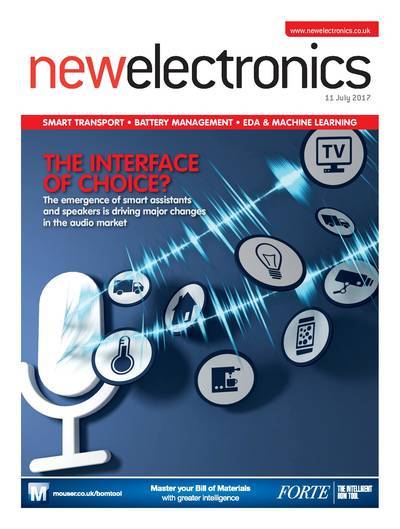 www.newelectronics.co.uk
newelectronics
11 July 2017
SMART TRANSPORT • BATTERY MANAGEMENT • EDA & MACHINE LEARNING
THE INTERFACE
OF CHOICE?
The emergence of smart assistants
and speakers is driving major changes
in the audio market
TV
M
mouser.co.uk/bomtool
Master your Bill of Materials
with greater intelligence
FORTE
THE INTELLIGENT
BOM TOOL